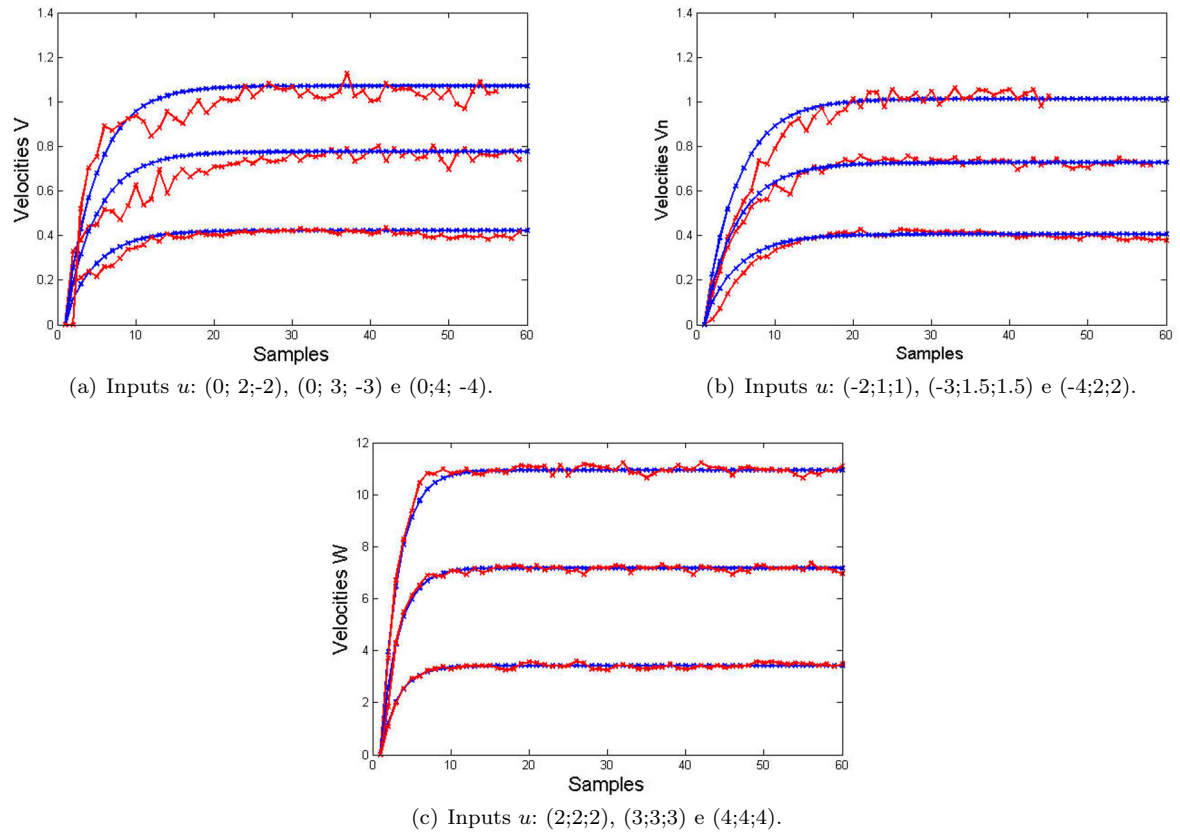 1.4
1.2
1
0.8
0.6
0.4
0.2
0
Velocities V
0 10 20 30 40 50 60
Samples
(a) Inputs u: (0; 2;-2), (0; 3; -3) e (0;4; -4).
1.4
1.2
1
0.8
0.6
0.4
0.2
0
Velocities Vn
0 10 20 30 40 50 60
Samples
(b) Inputs u: (-2;1;1), (-3;1.5;1.5) e (-4;2;2).
12
10
8
6
4
2
0
Velocities W
0 10 20 30 40 50 60
Samples
(c) Inputs u: (2;2;2), (3;3;3) e (4;4;4).